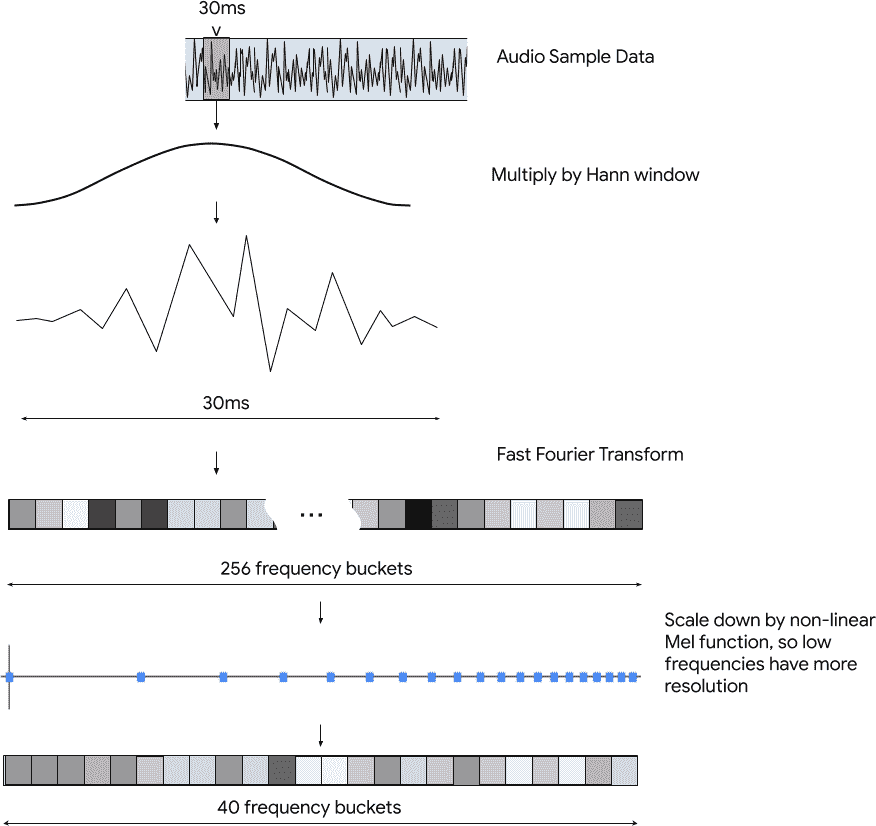 30ms
v
Audio Sample Data
Multiply by Hann window
30ms
Fast Fourier Transform
...
256 frequency buckets
Scale down by non-linear
Mel function, so low
frequencies have more
resolution
40 frequency buckets